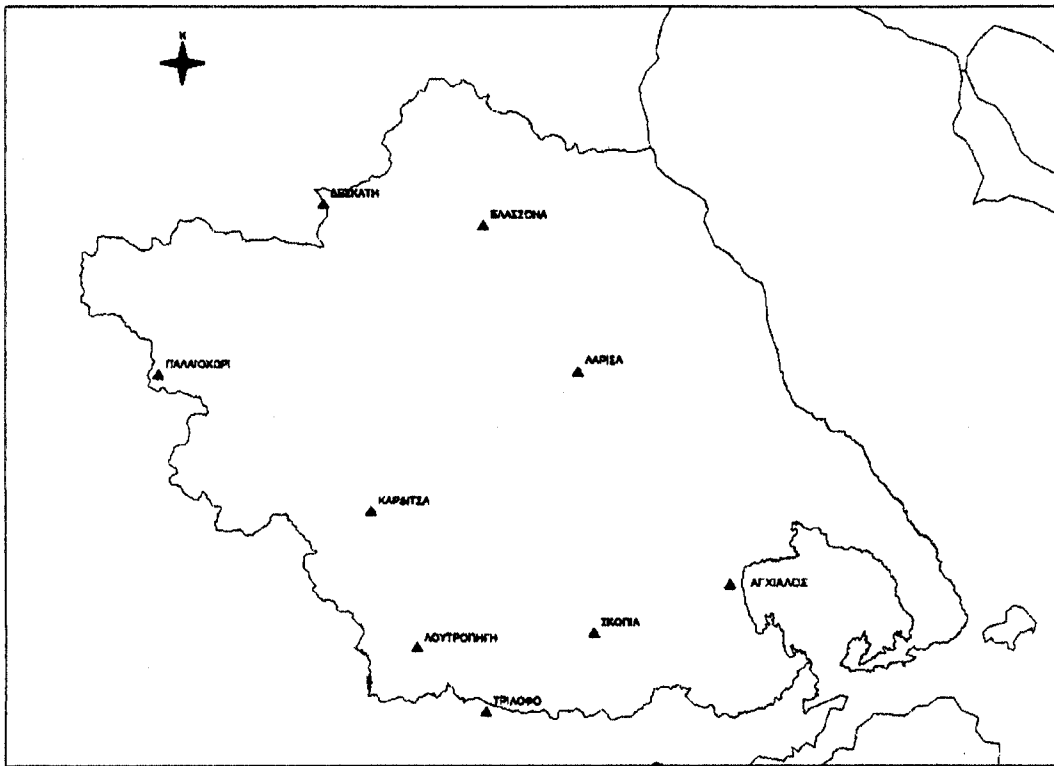 N
ΔΕΣΚΑΤΗ
ΕΛΑΣΣΟΝΑ
ΠΑΛΑΙΟΧΩΡΙ
ΛΑΡΙΣΑ
ΚΑΡΔΙΤΣΑ
ΑΓΧΙΑΛΟΣ
ΣΚΟΠΙΑ
ΛΟΥΤΡΟΠΗΓΗ
ΤΡΙΛΟΦΟ